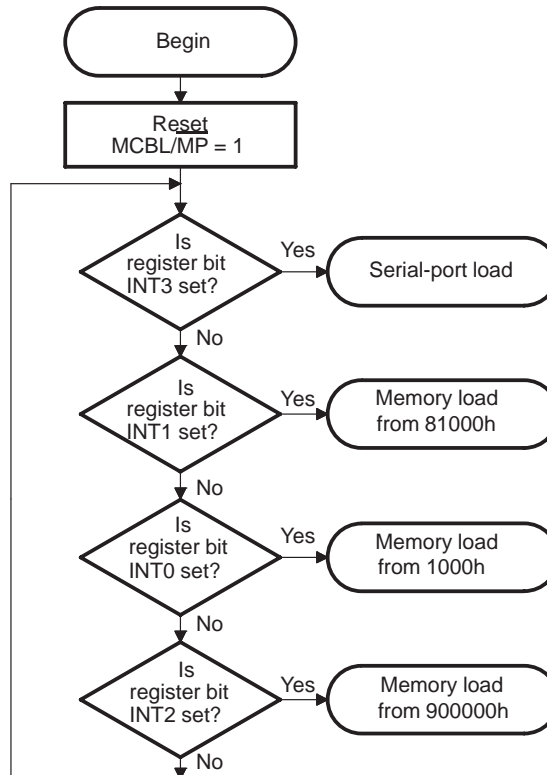 Begin
Reset
MCBL/MP = 1
Is
register bit
INT3 set?
Yes
Serial-port load
No
Is
register bit
INT1 set?
Yes
Memory load
from 81000h
No
Is
register bit
INT0 set?
Yes
Memory load
from 1000h
No
Is
register bit
INT2 set?
Yes
Memory load
from 900000h
No